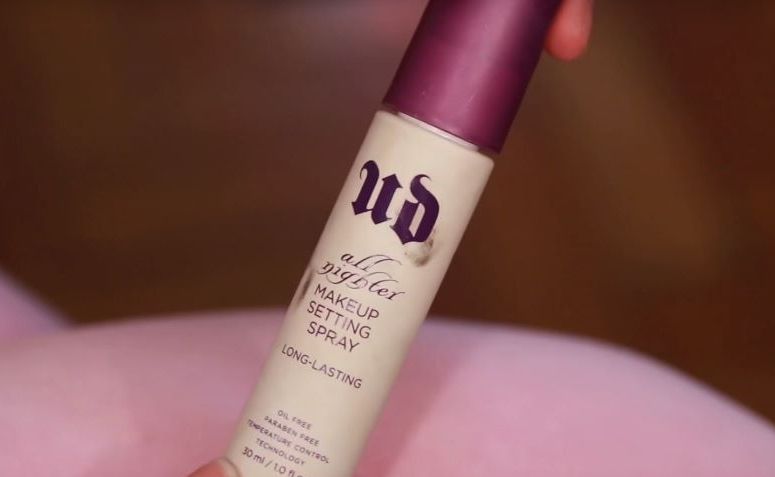 UD
all
nighter
MAKEUP
SETTING
SPRAY
LONG-LASTING
OIL FREE
PARABEN FREE
TEMPERATURE CONTROL
TECHNOLOGY
30 ml / 1.0 fl